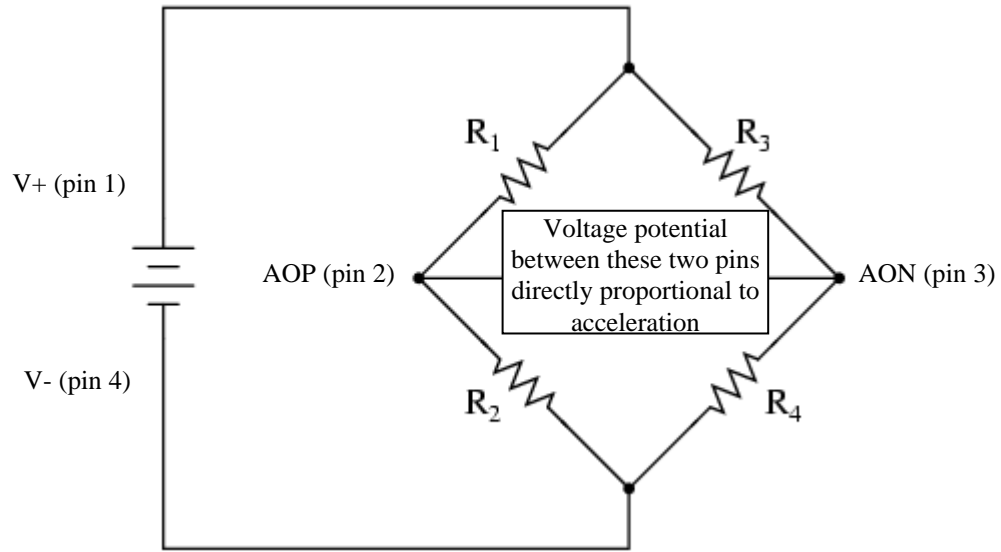 R1
R3
V+ (pin 1)
Voltage potential
between these two pins
directly proportional to
acceleration
AOP (pin 2)
AON (pin 3)
V- (pin 4)
R2
R4